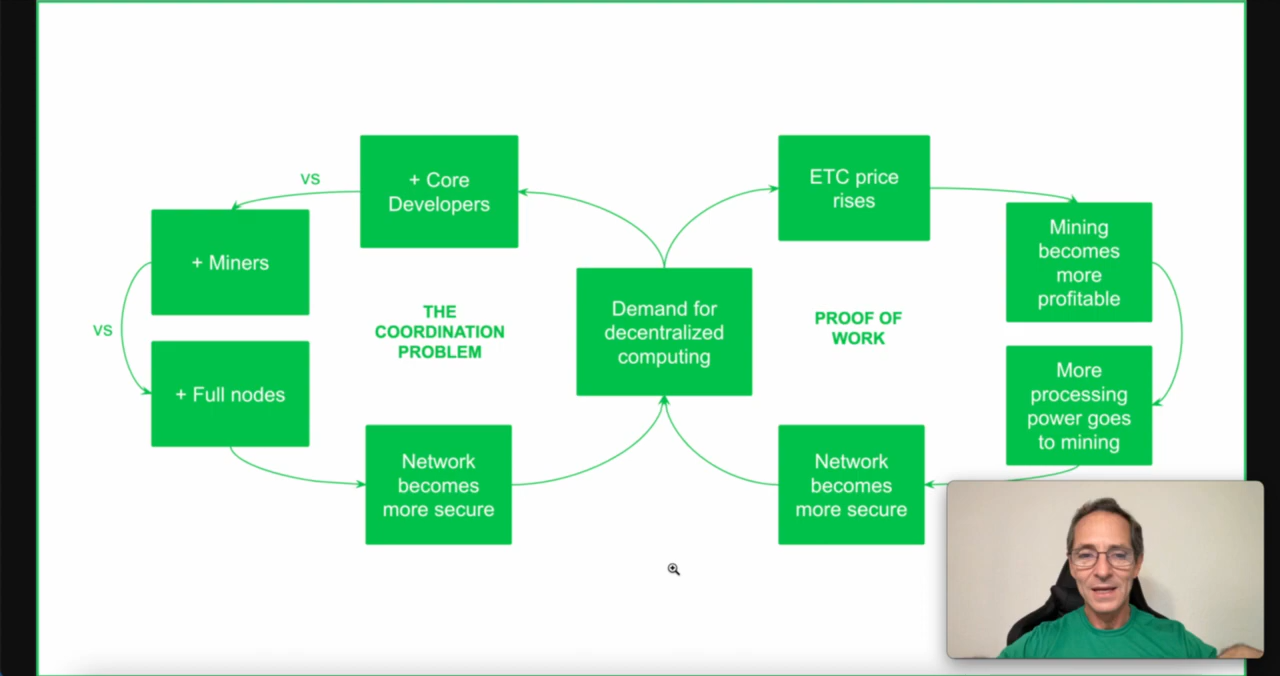 vs
+ Core
Developers
+ Miners
vs
+ Full nodes
THE
COORDINATION
PROBLEM
Network
becomes
more secure
Demand for
decentralized
computing
ETC price
rises
Mining
becomes
more
profitable
PROOF OF
WORK
More
processing
power goes
to mining
Network
becomes
more secure